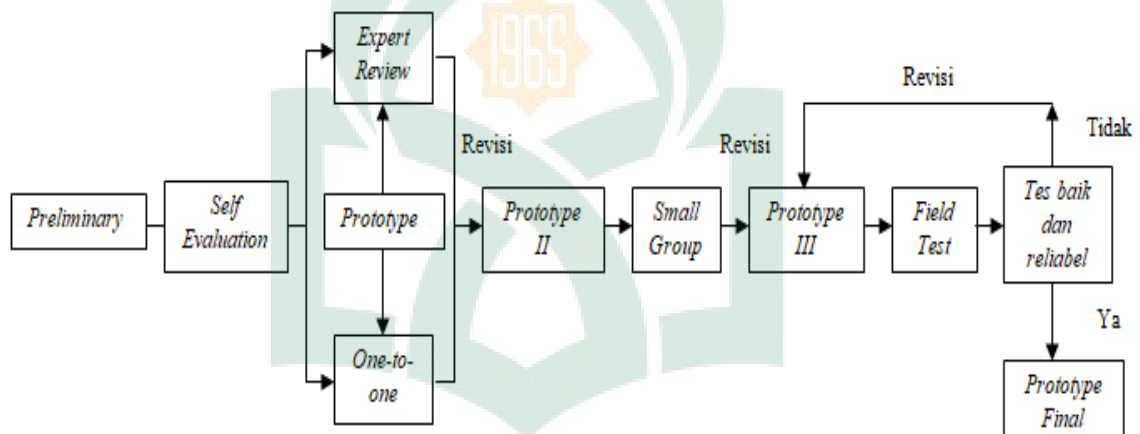 Preliminary
Self
Evaluation
Expert
Review
Prototype
One-to-
one
Revisi
Prototype
II
Small
Group
Revisi
Prototype
III
Field
Test
Revisi
Tidak
Tes baik
dan
reliabel
Ya
Prototype
Final
1965